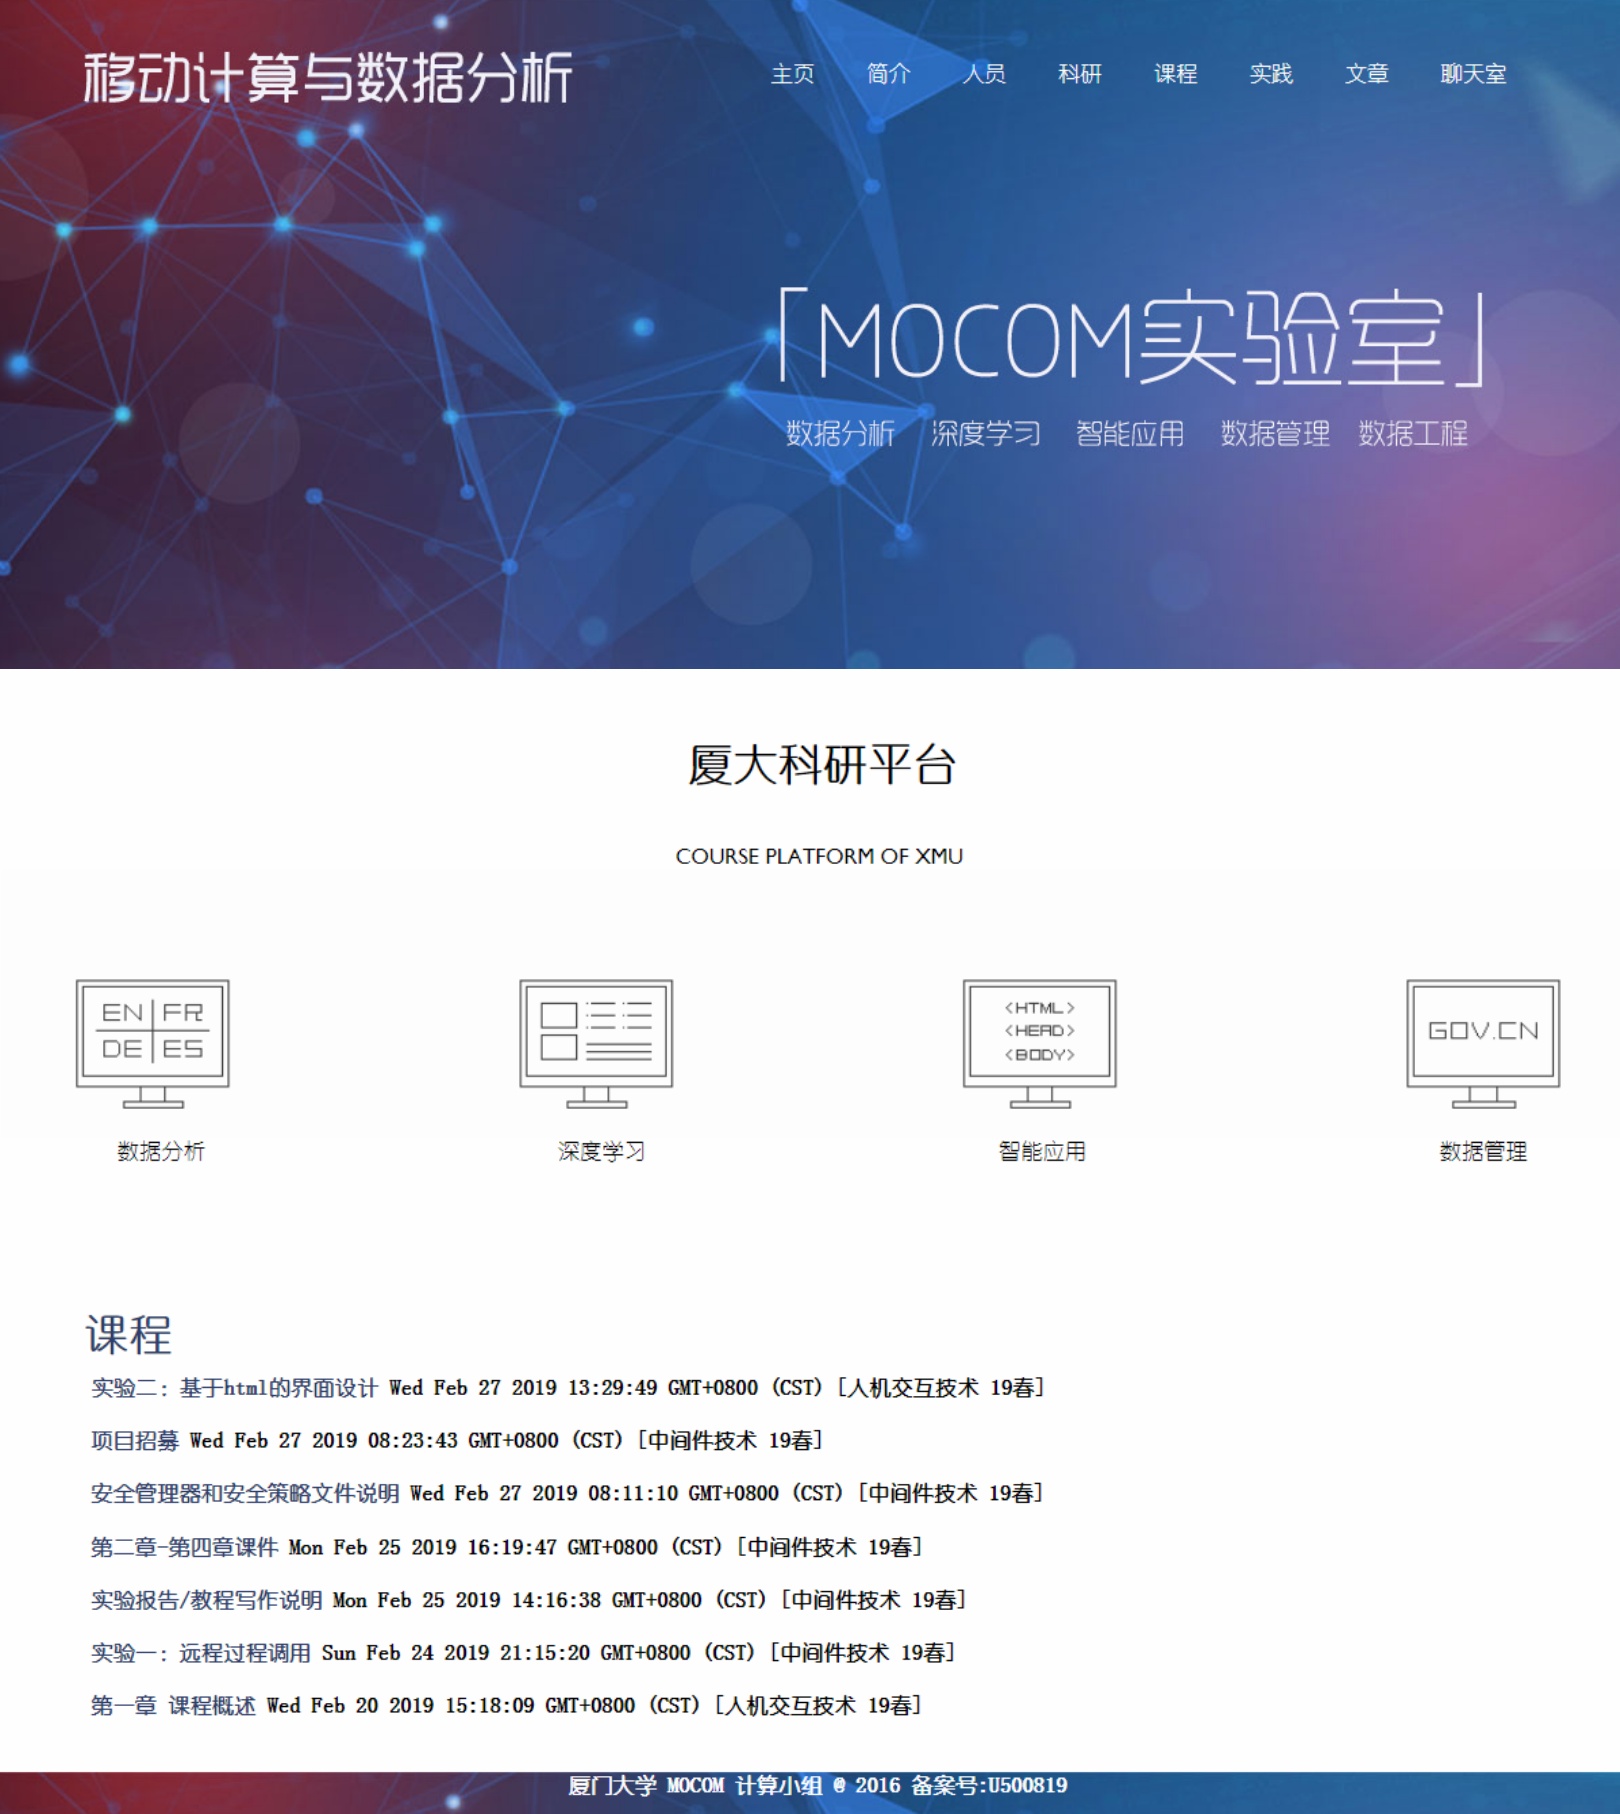 移动计算与数据分析
主页 简介 人员 科研 课程 实践 文章 聊天室
「MOCOM实验室」
数据分析 深度学习 智能应用 数据管理 数据工程
厦大科研平台
COURSE PLATFORM OF XMU
EN FR
DE ES
<HTML>
<HEAD>
<BODY>
GOV.CN
数据分析 深度学习 智能应用 数据管理
课程
实验二：基于html的界面设计 Wed Feb 27 2019 13:29:49 GMT+0800 (CST) [人机交互技术 19春]
项目招募 Wed Feb 27 2019 08:23:43 GMT+0800 (CST) [中间件技术 19春]
安全管理器和安全策略文件说明 Wed Feb 27 2019 08:11:10 GMT+0800 (CST) [中间件技术 19春]
第二章-第四章课件 Mon Feb 25 2019 16:19:47 GMT+0800 (CST) [中间件技术 19春]
实验报告/教程写作说明 Mon Feb 25 2019 14:16:38 GMT+0800 (CST) [中间件技术 19春]
实验一：远程过程调用 Sun Feb 24 2019 21:15:20 GMT+0800 (CST) [中间件技术 19春]
第一章 课程概述 Wed Feb 20 2019 15:18:09 GMT+0800 (CST) [人机交互技术 19春]
厦门大学 MOCOM 计算小组 @ 2016 备案号:U500819